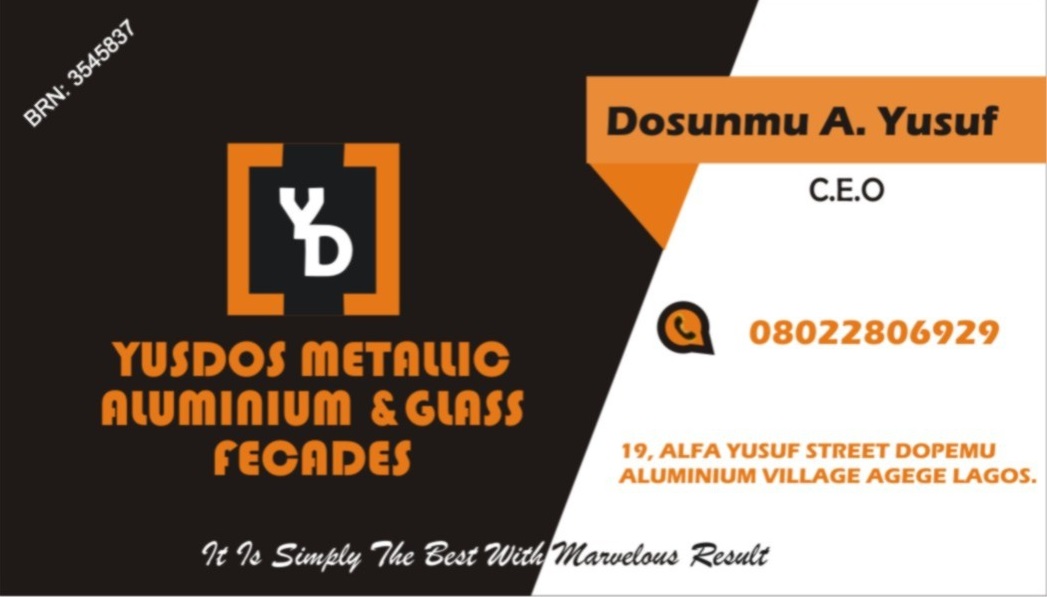 BRN: 3545837
YD
YUSDOS METALLIC
ALUMINIUM & GLASS
FECADES
Dosunmu A. Yusuf
C.E.O
08022806929
19, ALFA YUSUF STREET DOPEMU
ALUMINIUM VILLAGE AGEGE LAGOS.
It Is Simply The Best With Marvelous Result